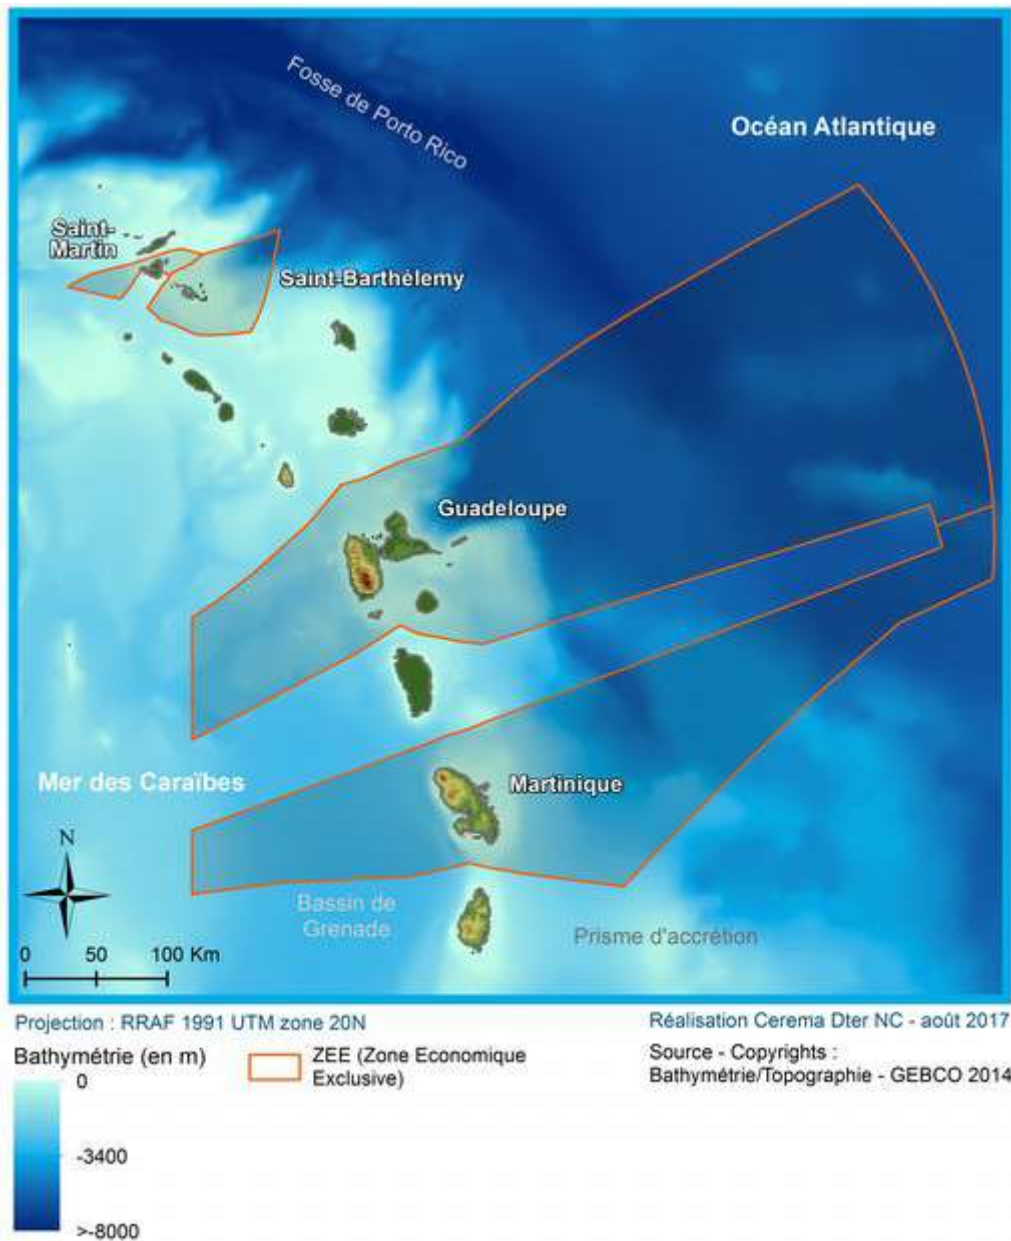 Fosse de Porto Rico
Océan Atlantique
Saint-
Martin
Saint-Barthélemy
Guadeloupe
Martinique
Mer des Caraïbes
N
Bassin de
Grenade
Prisme d'accrétion
0 50 100 Km
Projection : RRAF 1991 UTM zone 20N
Réalisation Cerema Dter NC - août 2017
Bathymétrie (en m)
0
-3400
>-8000
ZEE (Zone Economique
Exclusive)
Source - Copyrights :
Bathymétrie/Topographie - GEBCO 2014